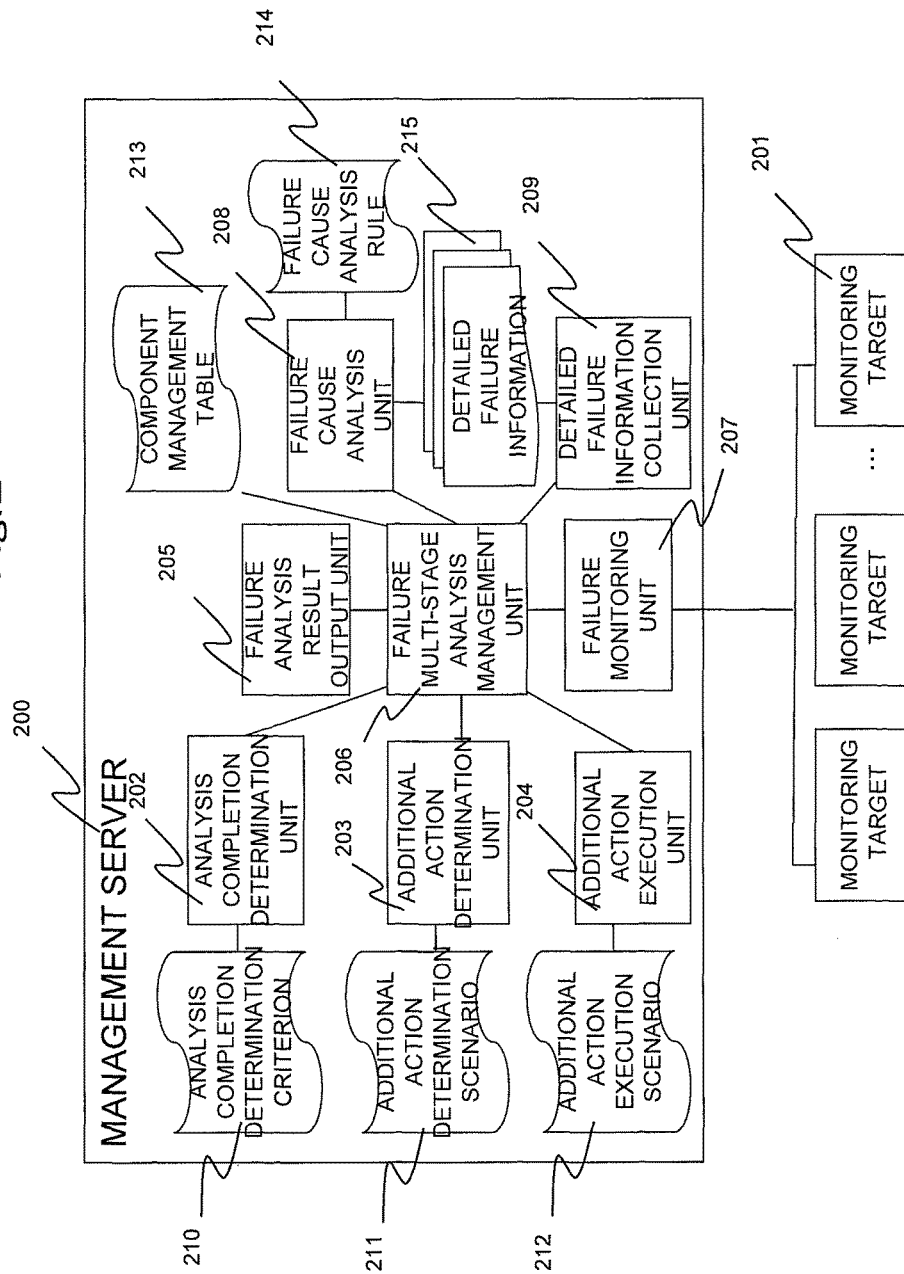 Fig.2
200
MANAGEMENT SERVER
202
205
213
214
210
ANALYSIS
COMPLETION
DETERMINATION
CRITERION
ANALYSIS
COMPLETION
DETERMINATION
UNIT
FAILURE
ANALYSIS
RESULT
OUTPUT UNIT
COMPONENT
MANAGEMENT
TABLE
208
211
ADDITIONAL
ACTION
DETERMINATION
SCENARIO
203
ADDITIONAL
ACTION
DETERMINATION
UNIT
206
FAILURE
MULTI-STAGE
ANALYSIS
MANAGEMENT
UNIT
FAILURE
CAUSE
ANALYSIS
UNIT
FAILURE
CAUSE
ANALYSIS
RULE
215
DETAILED
FAILURE
INFORMATION
209
212
ADDITIONAL
ACTION
EXECUTION
SCENARIO
204
ADDITIONAL
ACTION
EXECUTION
UNIT
FAILURE
MONITORING
UNIT
207
DETAILED
FAILURE
INFORMATION
COLLECTION
UNIT
201
MONITORING
TARGET
MONITORING
TARGET
...
MONITORING
TARGET